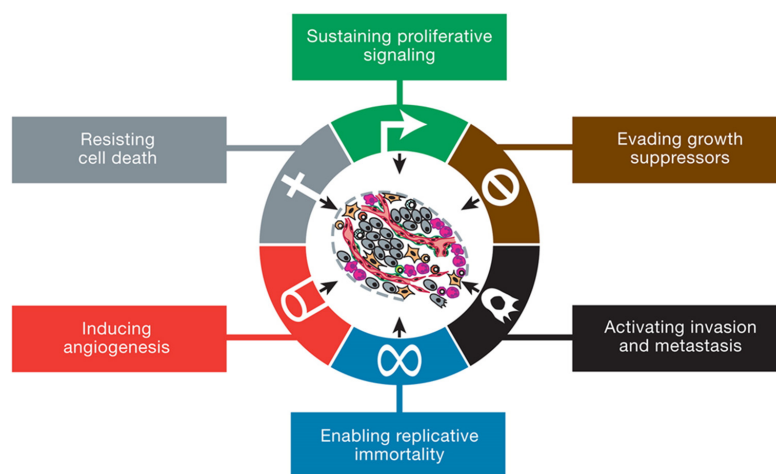 Sustaining proliferative
signaling
Resisting
cell death
Evading growth
suppressors
Inducing
angiogenesis
Activating invasion
and metastasis
Enabling replicative
immortality